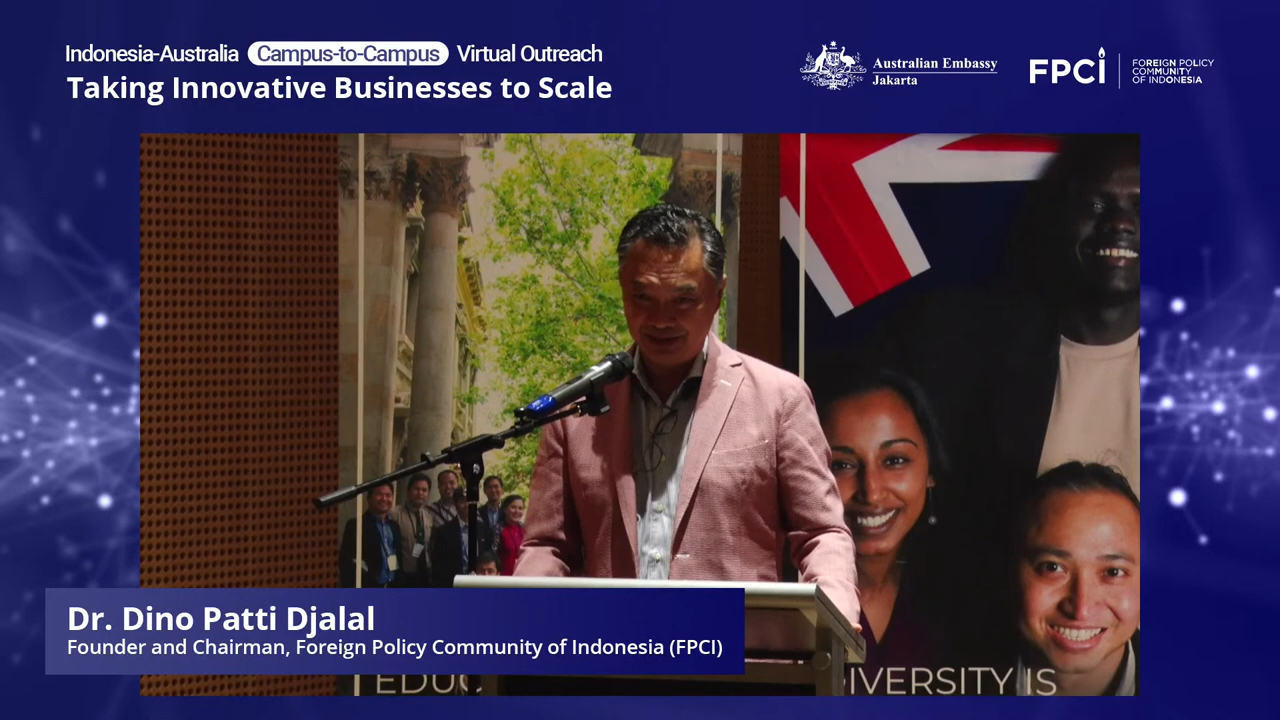 Indonesia-Australia Campus-to-Campus Virtual Outreach
Taking Innovative Businesses to Scale
Australian Embassy
Jakarta
FPCI
FOREIGN POLICY
COMMUNITY
OF INDONESIA
Dr. Dino Patti Djalal
Founder and Chairman, Foreign Policy Community of Indonesia (FPCI)
IS